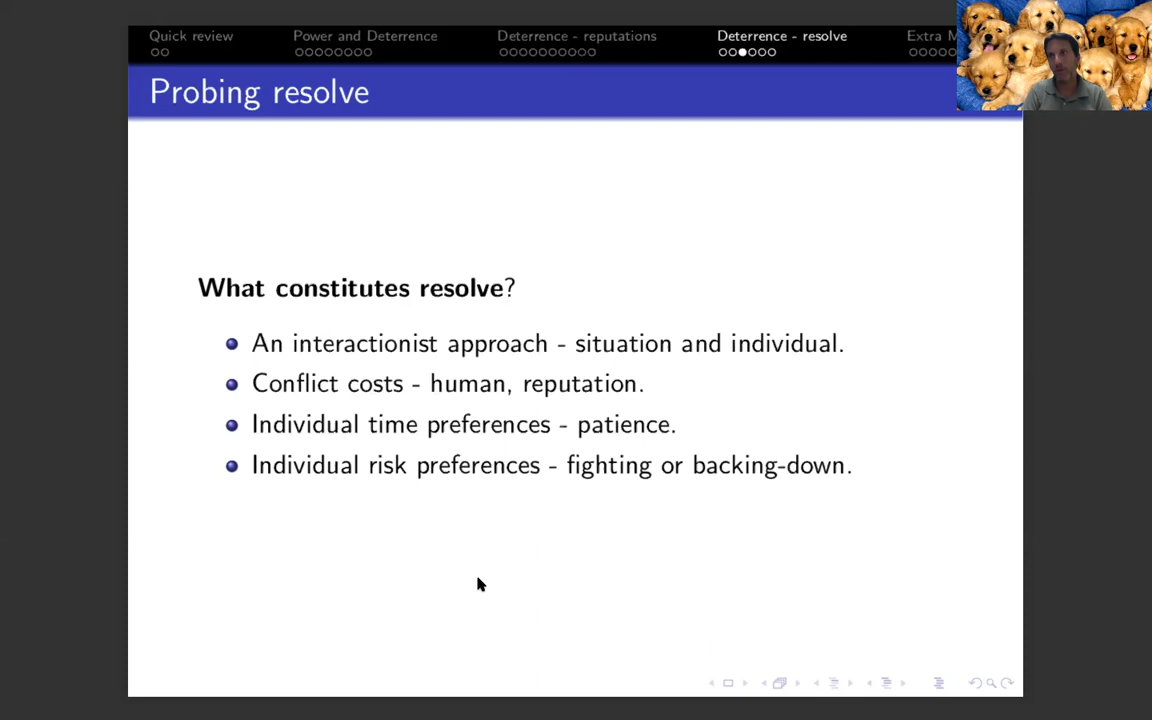 Quick review
Power and Deterrence
Deterrence - reputations
Deterrence - resolve
Extra M
Probing resolve
What constitutes resolve?
An interactionist approach - situation and individual.
Conflict costs - human, reputation.
Individual time preferences - patience.
Individual risk preferences - fighting or backing-down.